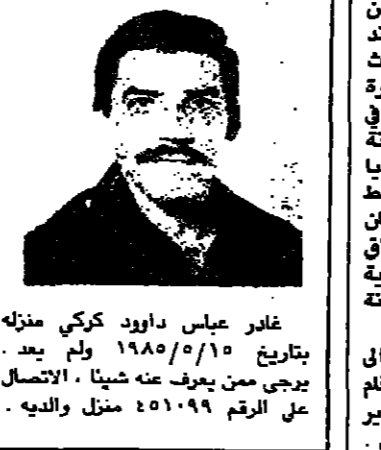 غادر عباس داوود كركي منزله
بتاريخ ١٩٨٥/٥/١٥ ولم يعد .
يرجى ممن يعرف عنه شيئا ، الاتصال
على الرقم ٤٥١٠٩٩ منزل والديه .